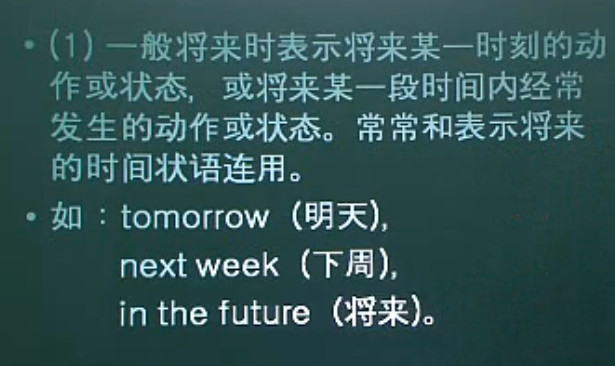 •(1) 一般将来时表示将来某一时刻的动
作或状态, 或将来某一段时间内经常
发生的动作或状态。常常和表示将来
的时间状语连用。
• 如：tomorrow (明天),
next week (下周),
in the future (将来)。